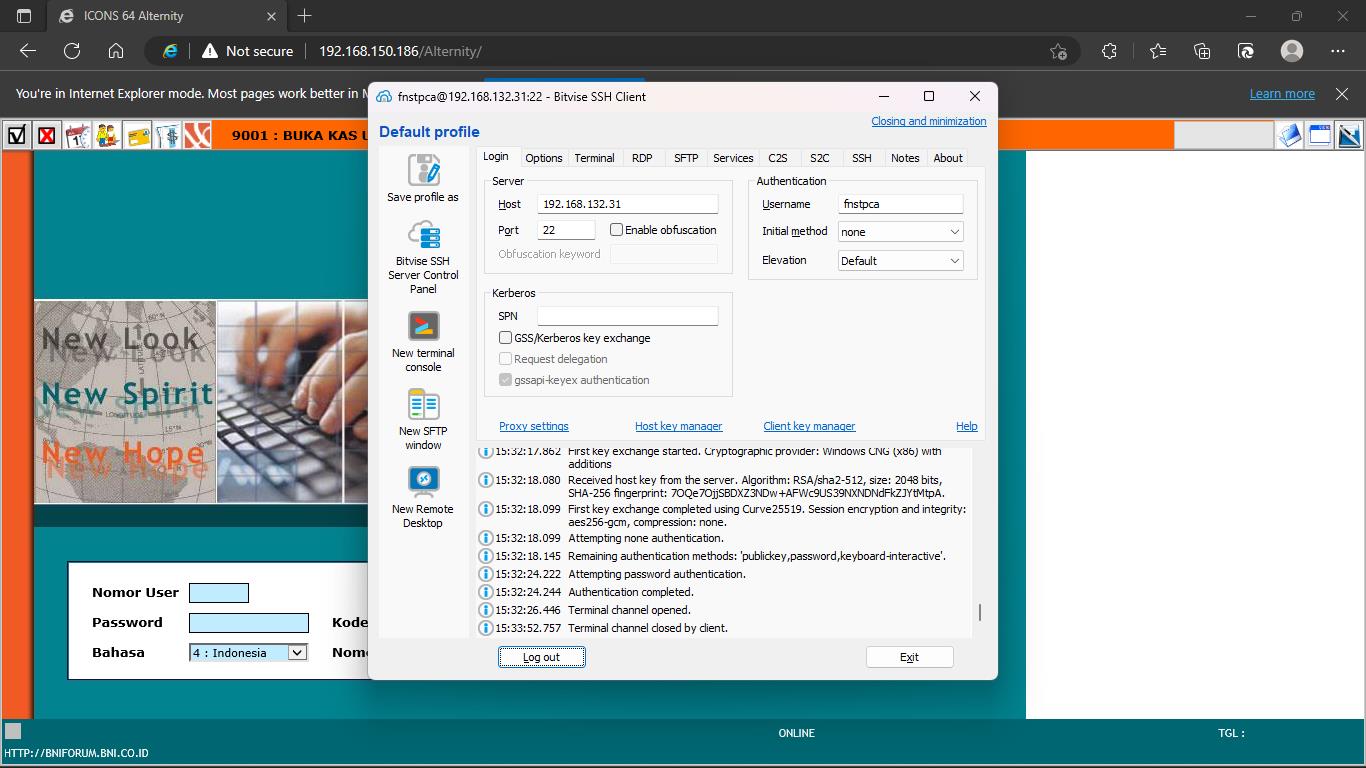 ICONS 64 Alternity
Not secure
192.168.150.186/Alternity/
You're in Internet Explorer mode. Most pages work better in M
Learn more
9001 : BUKA KAS U
New Look
New Spirit
New Hope
Nomor User
Password
Kode
Bahasa
4 : Indonesia
Nomo
ONLINE
TGL :
HTTP://BNIFORUM.BNI.CO.ID
fnstpca@192.168.132.31:22 - Bitvise SSH Client
Default profile
Closing and minimization
Save profile as
Bitvise SSH
Server Control
Panel
New terminal
console
New SFTP
window
New Remote
Desktop
Login Options Terminal RDP SFTP Services C2S S2C SSH Notes About
Server
Host 192.168.132.31
Port 22 Enable obfuscation
Obfuscation keyword
Authentication
Username fnstpca
Initial method none
Elevation Default
Kerberos
SPN
GSS/Kerberos key exchange
Request delegation
gssapi-keyex authentication
Proxy settings Host key manager Client key manager Help
15:32:17.862 First key exchange started. Cryptographic provider: Windows CNG (x86) with
additions
15:32:18.080 Received host key from the server. Algorithm: RSA/sha2-512, size: 2048 bits,
SHA-256 fingerprint: 7OQe7OjjSBDXZ3NDw+AFWc9US39NXNDNdFkZJYtMtpA.
15:32:18.099 First key exchange completed using Curve25519. Session encryption and integrity:
aes256-gcm, compression: none.
15:32:18.099 Attempting none authentication.
15:32:18.145 Remaining authentication methods: 'publickey,password,keyboard-interactive'.
15:32:24.222 Attempting password authentication.
15:32:24.244 Authentication completed.
15:32:26.446 Terminal channel opened.
15:33:52.757 Terminal channel closed by client.
Log out
Exit